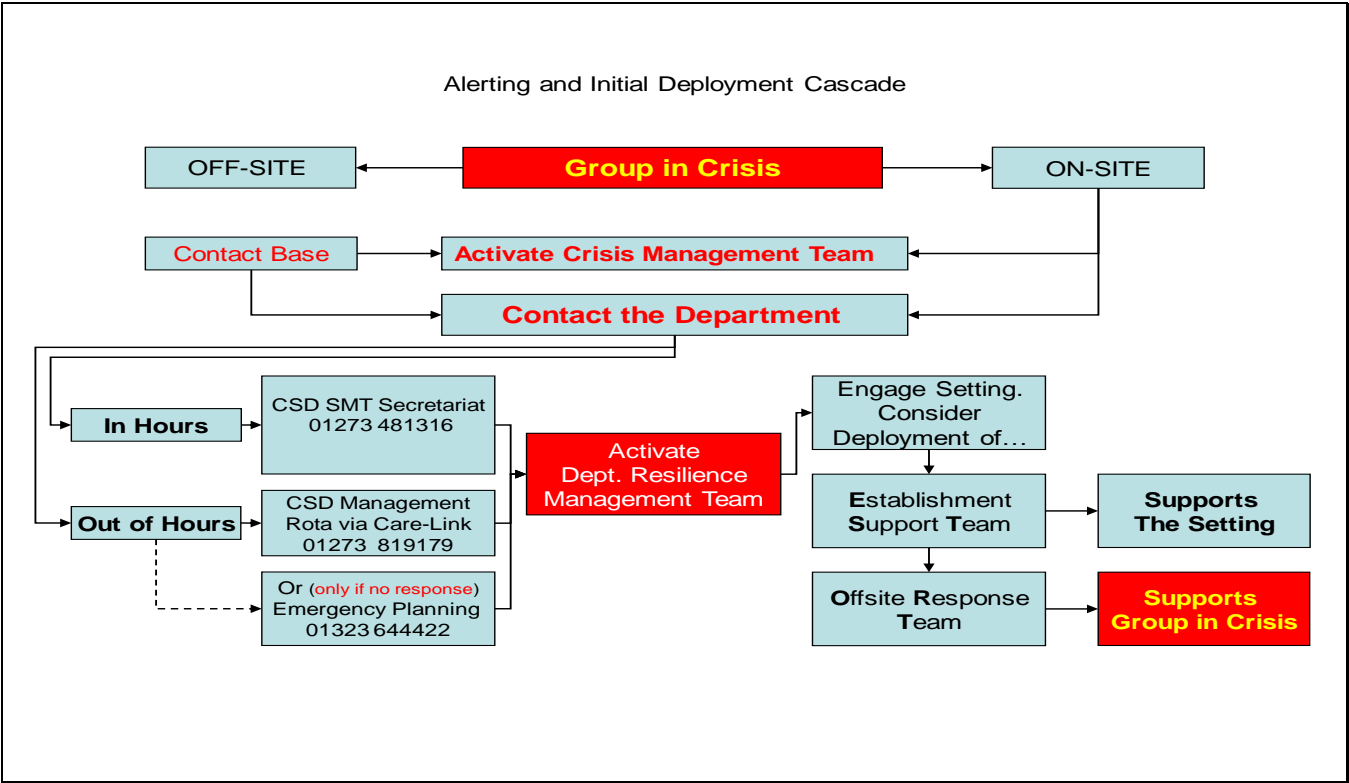 Alerting and Initial Deployment Cascade
OFF-SITE
Group in Crisis
ON-SITE
Contact Base
Activate Crisis Management Team
Contact the Department
In Hours
CSD SMT Secretariat
01273 481316
Out of Hours
CSD Management
Rota via Care-Link
01273 819179
Or (only if no response)
Emergency Planning
01323 644422
Activate
Dept. Resilience
Management Team
Engage Setting.
Consider
Deployment of…
Establishment
Support Team
Supports
The Setting
Offsite Response
Team
Supports
Group in Crisis